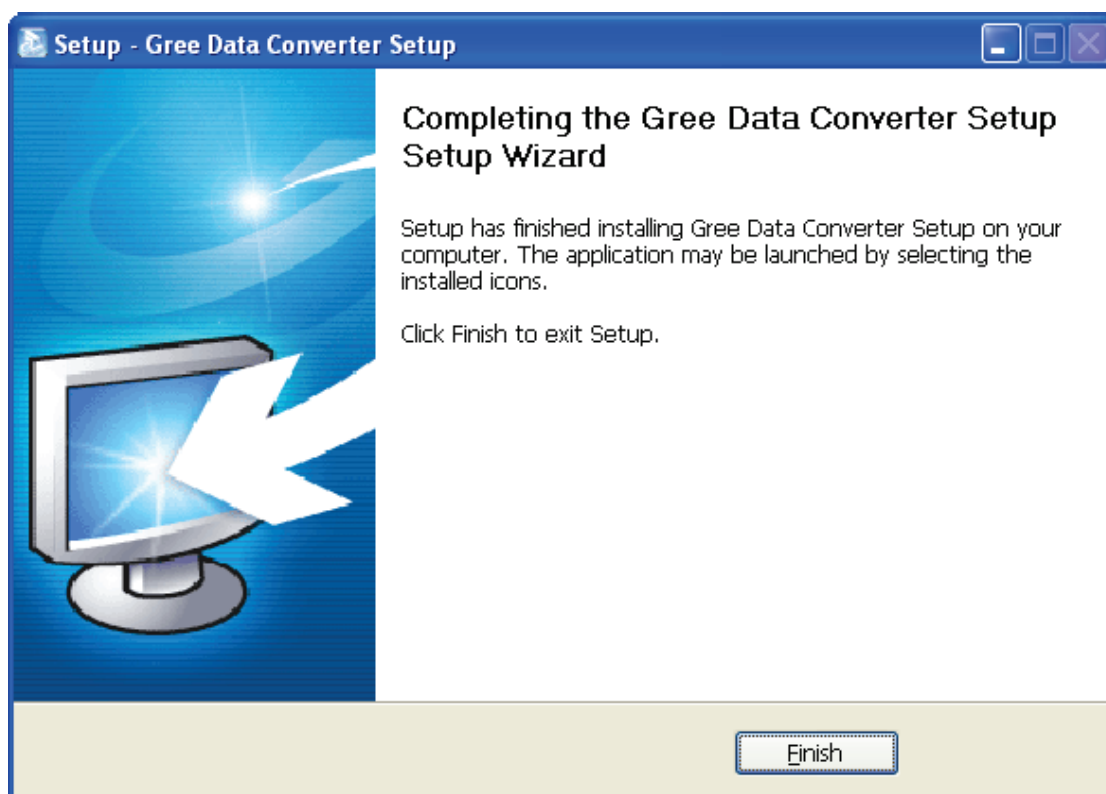 Setup - Gree Data Converter Setup
Completing the Gree Data Converter Setup
Setup Wizard
Setup has finished installing Gree Data Converter Setup on your
computer. The application may be launched by selecting the
installed icons.
Click Finish to exit Setup.
Finish